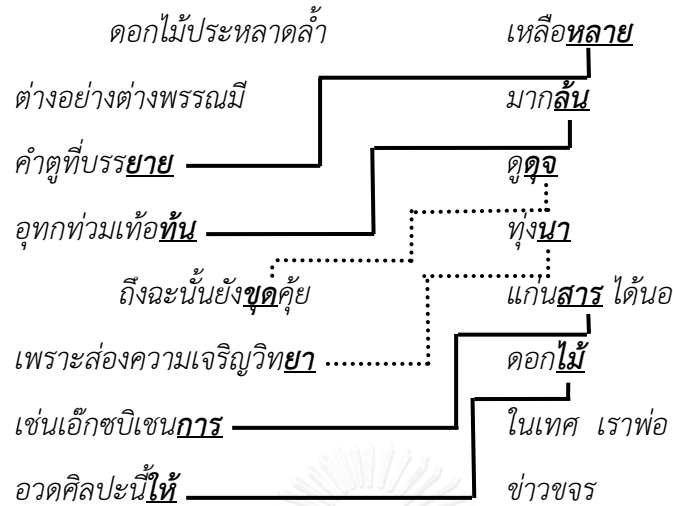 ดอกไม้ประหลาดล้ำ เหลือหลาย
ต่างอย่างต่างพรรณมี มากล้น
คำตูที่บรรยาย ดูดุจ
อุทกท่วมเท้อท้น ทุ่งนา
ถึงฉะนั้นยังขุดคุ้ย แก่นสาร ได้นอ
เพราะส่องความเจริญวิทยา ดอกไม้
เช่นเอ๊กซบิเชนการ ในเทศ เราพ่อ
อวดศิลปะนี้ให้ ข่าวขจร